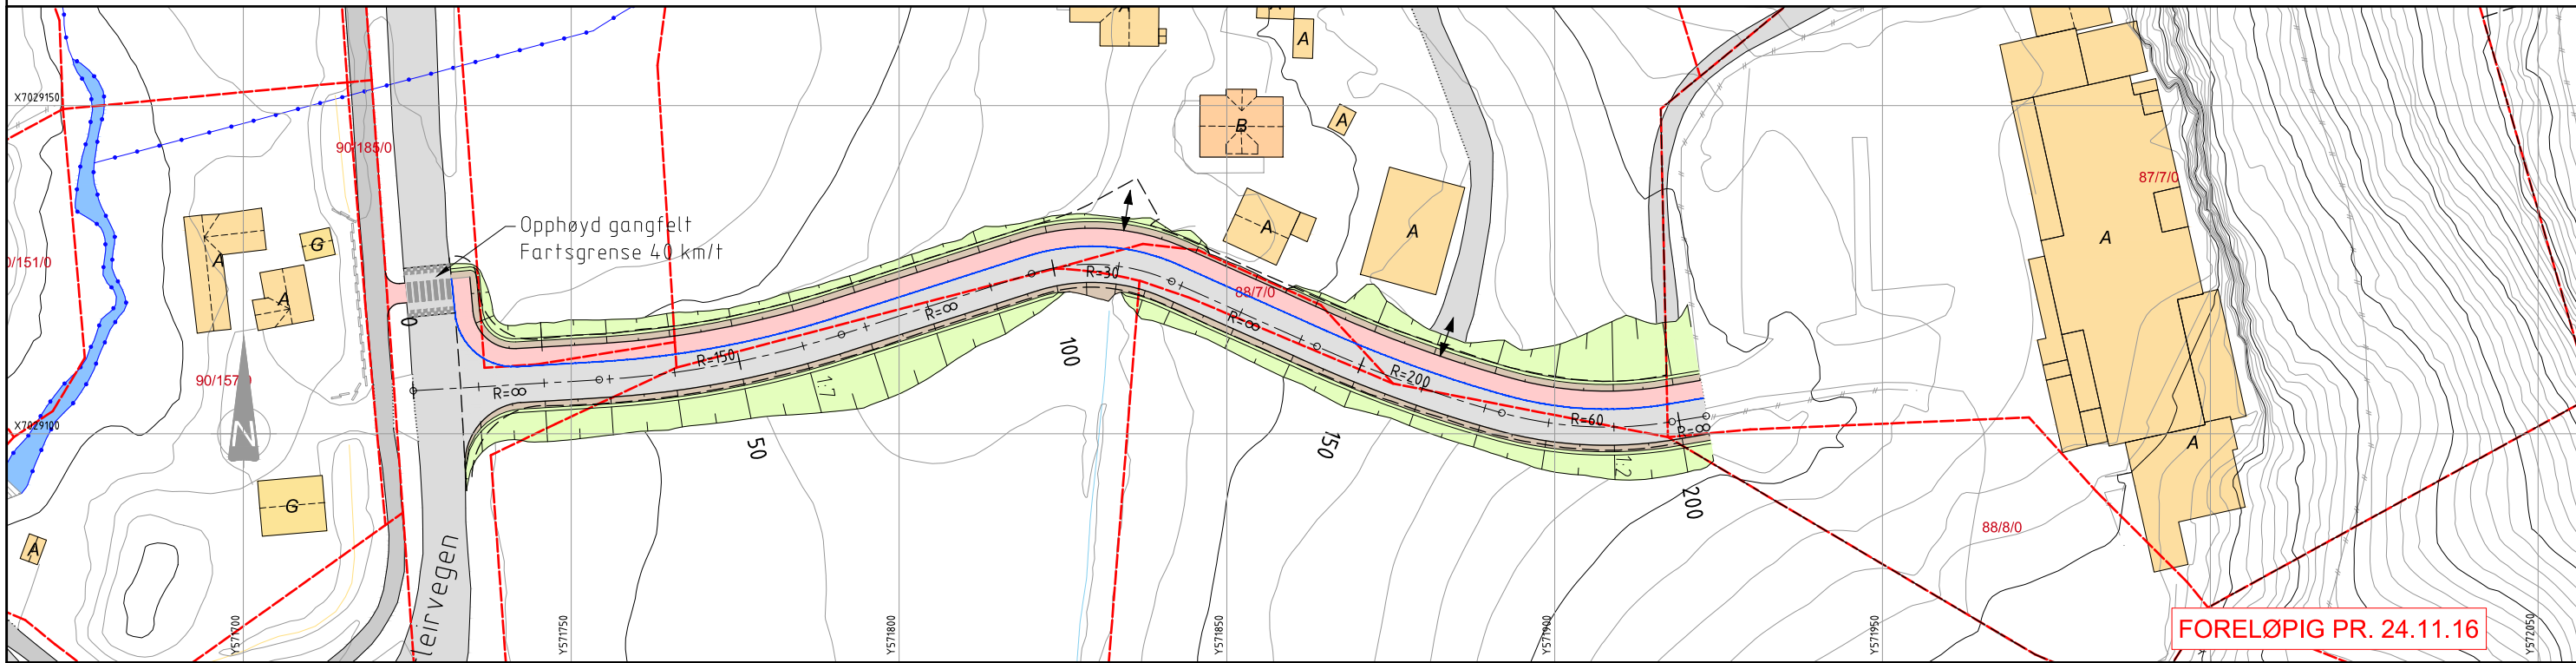 A
A
X7029150
B
A
90/185/0
87/7/0
Opphøyd gangfelt
Fartsgrense 40 km/t
A
G
A
A
A
0/151/0
A
R=30
88/7/0
0
R=∞
R=∞
R=150
R=200
90/157/0
R=∞
1:7
100
R=60
R=∞
X7029100
N
50
150
1:2
A
200
G
88/8/0
A
leirvegen
Y571700
Y571750
Y571800
Y571850
Y571900
Y571950
Y572050
FORELØPIG PR. 24.11.16